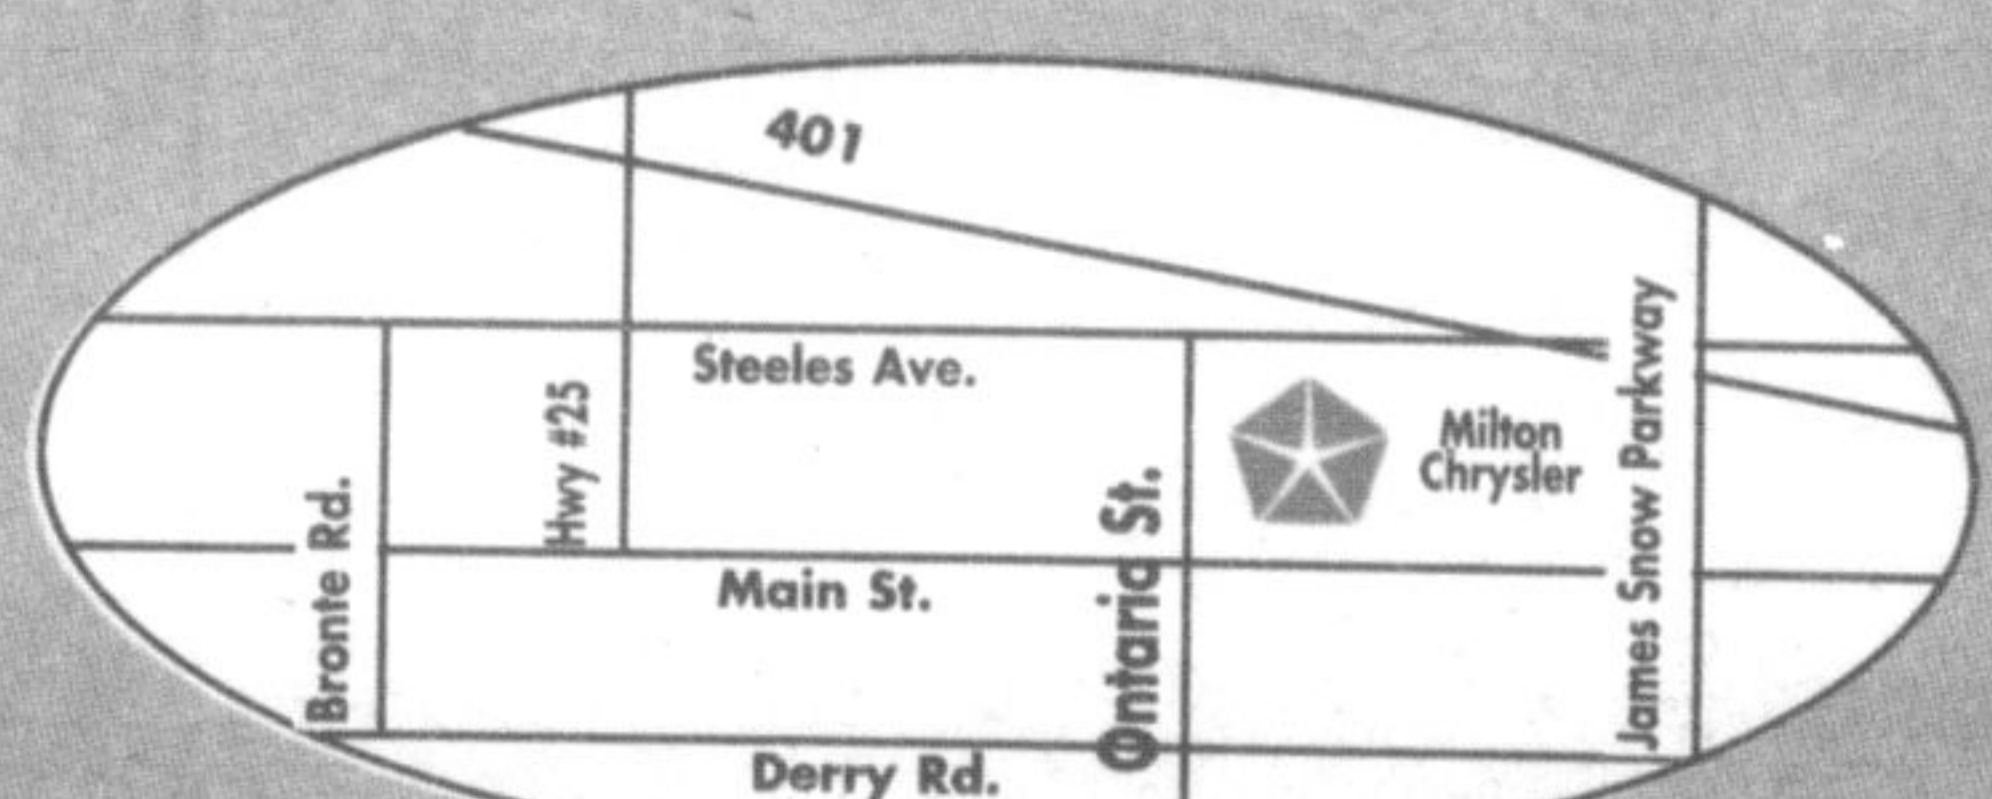 401
Steeles Ave.
Hwy #25
Milton
Chrysler
James Snow Parkway
Bronte Rd.
Ontario St.
Main St.
Derry Rd.